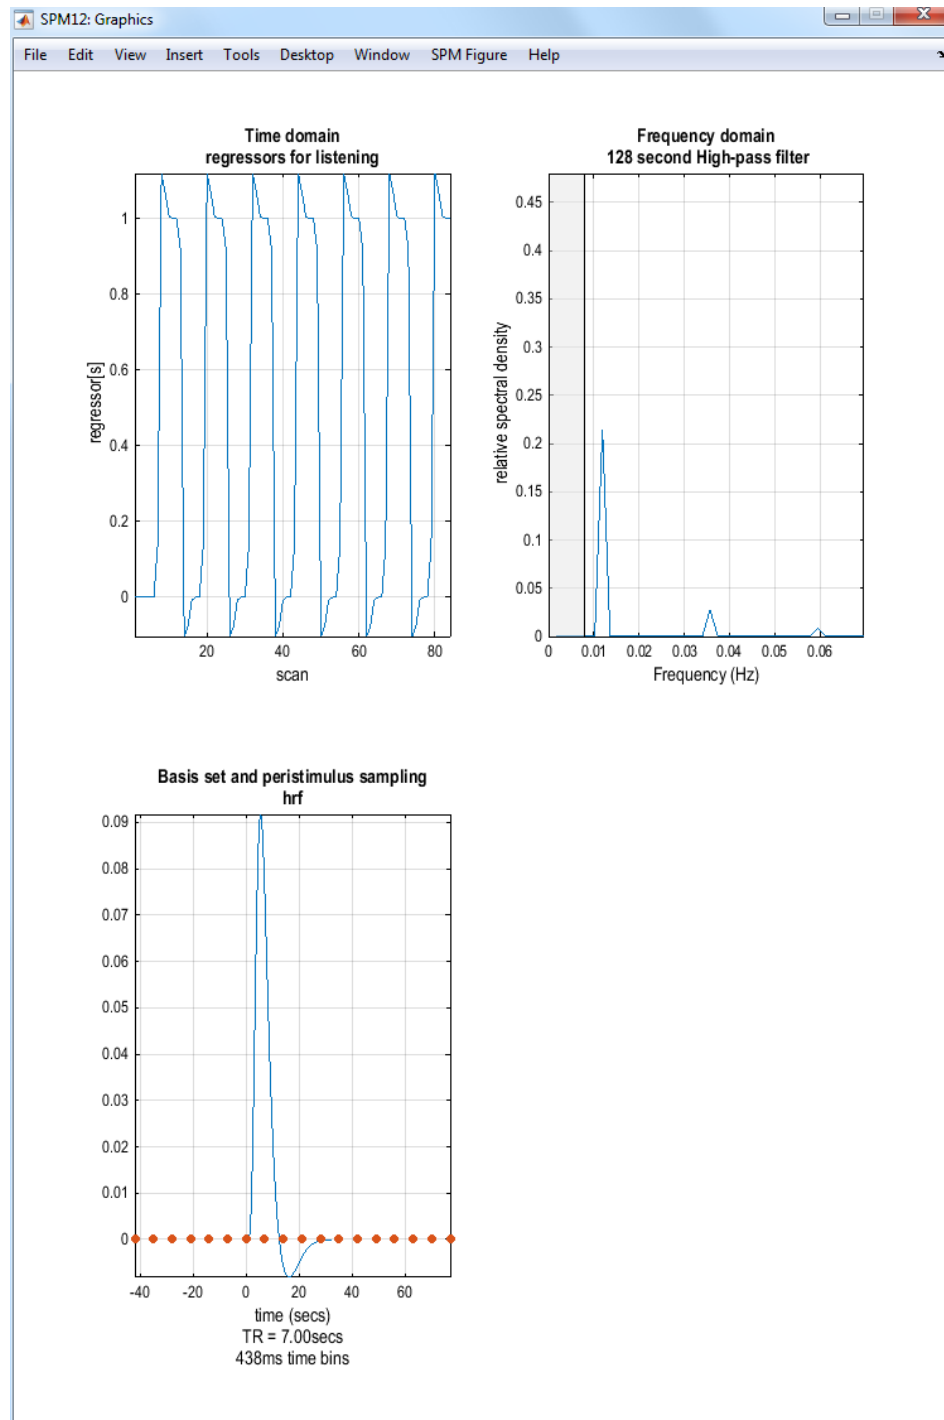 SPM12: Graphics
File Edit View Insert Tools Desktop Window SPM Figure Help
Time domain
regressors for listening
regressor[s]
1
0.8
0.6
0.4
0.2
0
20 40 60 80
scan
Frequency domain
128 second High-pass filter
relative spectral density
0.45
0.4
0.35
0.3
0.25
0.2
0.15
0.1
0.05
0
0 0.01 0.02 0.03 0.04 0.05 0.06
Frequency (Hz)
Basis set and peristimulus sampling
hrf
0.09
0.08
0.07
0.06
0.05
0.04
0.03
0.02
0.01
0
-40 -20 0 20 40 60
time (secs)
TR = 7.00secs
438ms time bins